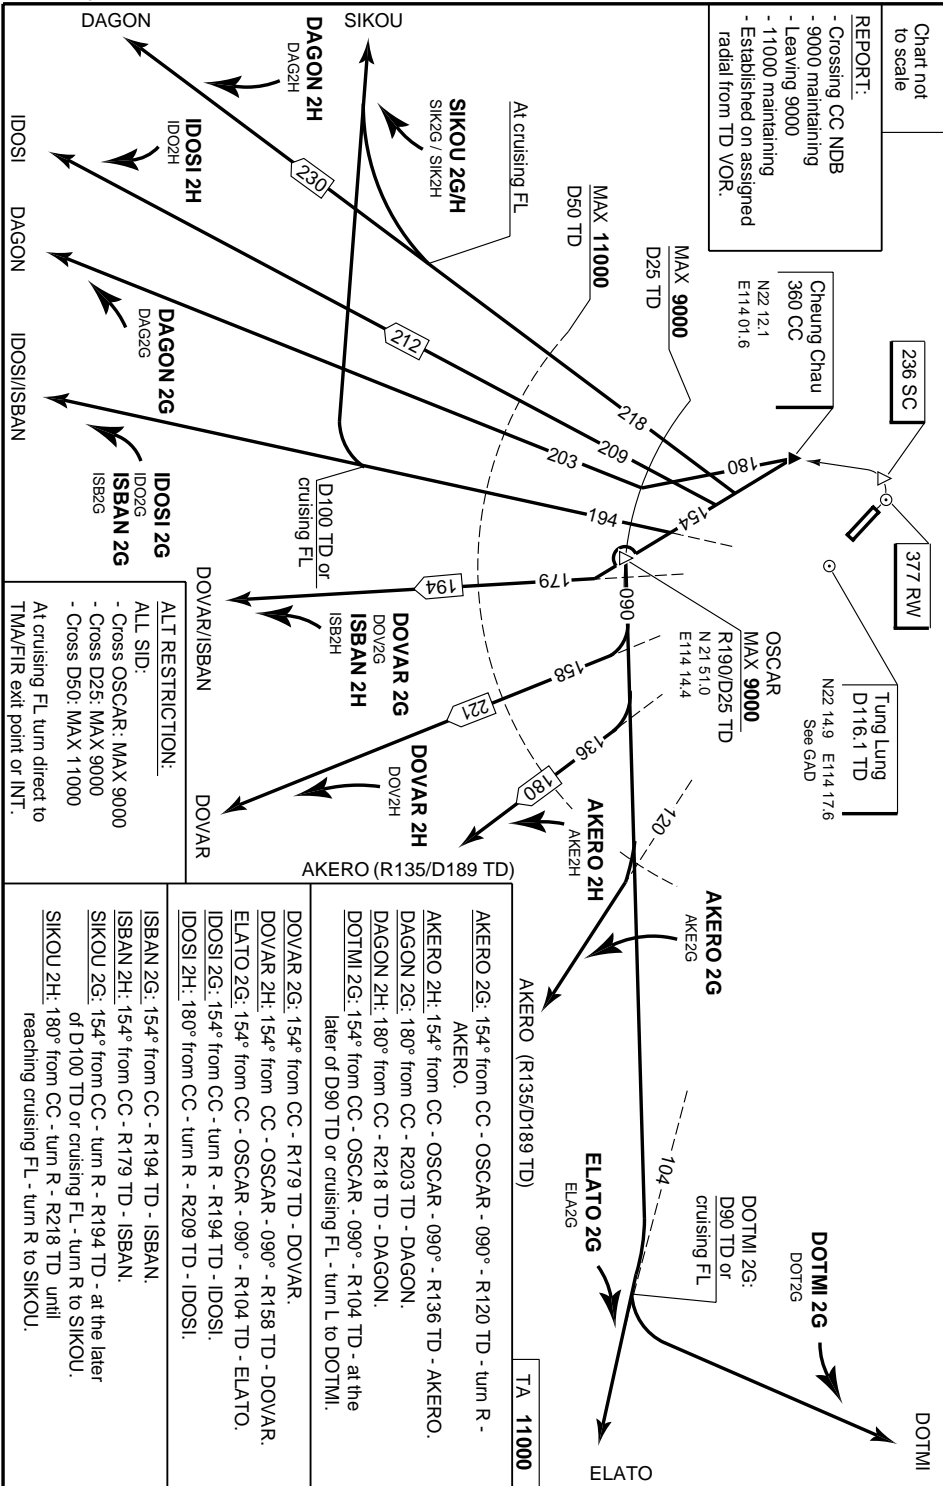 Chart not
to scale
REPORT:
- Crossing CC NDB
- 9000 maintaining
- Leaving 9000
- 11000 maintaining
- Established on assigned
radial from TD VOR.
236 SC
377 RW
Cheung Chau
360 CC
N22 12.1
E114 01.6
Tung Lung
D116.1 TD
N22 14.9 E114 17.6
See GAD
OSCAR
MAX 9000
R190/D25 TD
N 21 51.0
E114 14.4
MAX 9000
D25 TD
MAX 11000
D50 TD
At cruising FL
D100 TD or
cruising FL
DOTMI 2G:
D90 TD or
cruising FL
180
154
218
209
203
194
179
090
158
136
120
104
230
212
194
221
180
SIKOU
SIKOU 2G/H
SIK2G / SIK2H
DAGON
DAGON 2H
DAG2H
IDOSI
IDOSI 2H
IDO2H
DAGON
DAGON 2G
DAG2G
IDOSI/ISBAN
IDOSI 2G
IDO2G
ISBAN 2G
ISB2G
DOVAR/ISBAN
DOVAR 2G
DOV2G
ISBAN 2H
ISB2H
DOVAR
DOVAR 2H
DOV2H
AKERO (R135/D189 TD)
AKERO 2H
AKE2H
AKERO (R135/D189 TD)
AKERO 2G
AKE2G
ELATO
ELATO 2G
ELA2G
DOTMI
DOTMI 2G
DOT2G
TA 11000
ALT RESTRICTION:
ALL SID:
- Cross OSCAR: MAX 9000
- Cross D25: MAX 9000
- Cross D50: MAX 11000
At cruising FL turn direct to
TMA/FIR exit point or INT.
AKERO 2G: 154° from CC - OSCAR - 090° - R120 TD - turn R -
AKERO.
AKERO 2H: 154° from CC - OSCAR - 090° - R136 TD - AKERO.
DAGON 2G: 180° from CC - R203 TD - DAGON.
DAGON 2H: 180° from CC - R218 TD - DAGON.
DOTMI 2G: 154° from CC - OSCAR - 090° - R104 TD - at the
later of D90 TD or cruising FL - turn L to DOTMI.
DOVAR 2G: 154° from CC - R179 TD - DOVAR.
DOVAR 2H: 154° from CC - OSCAR - 090° - R158 TD - DOVAR.
ELATO 2G: 154° from CC - OSCAR - 090° - R104 TD - ELATO.
IDOSI 2G: 154° from CC - turn R - R194 TD - IDOSI.
IDOSI 2H: 180° from CC - turn R - R209 TD - IDOSI.
ISBAN 2G: 154° from CC - R194 TD - ISBAN.
ISBAN 2H: 154° from CC - R179 TD - ISBAN.
SIKOU 2G: 154° from CC - turn R - R194 TD - at the later
of D100 TD or cruising FL - turn R to SIKOU.
SIKOU 2H: 180° from CC - turn R - R218 TD until
reaching cruising FL - turn R to SIKOU.